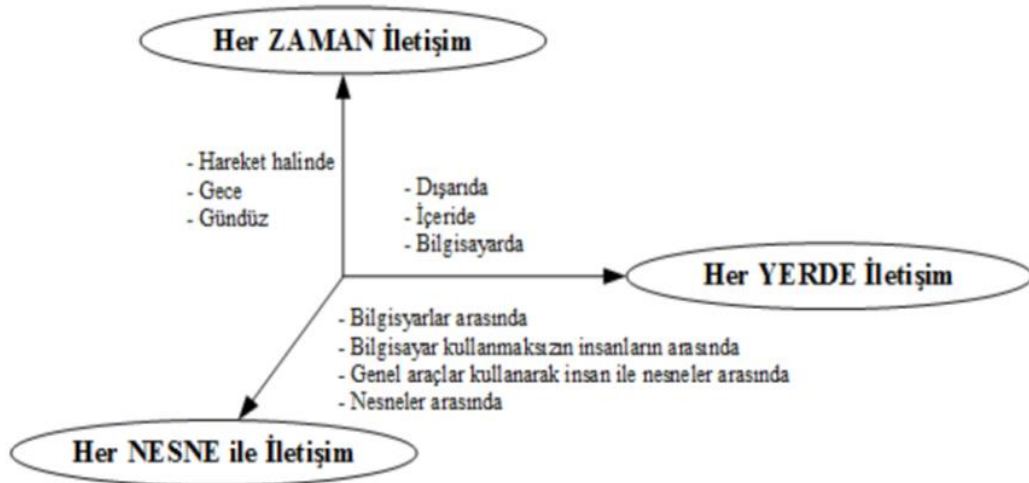 Her ZAMAN İletişim
- Hareket halinde
- Gece
- Gündüz
- Dışarıda
- İçeride
- Bilgisayarda
Her YERDE İletişim
- Bilgisyarlar arasında
- Bilgisayar kullanmaksızın insanların arasında
- Genel araçlar kullanarak insan ile nesneler arasında
- Nesneler arasında
Her NESNE ile İletişim